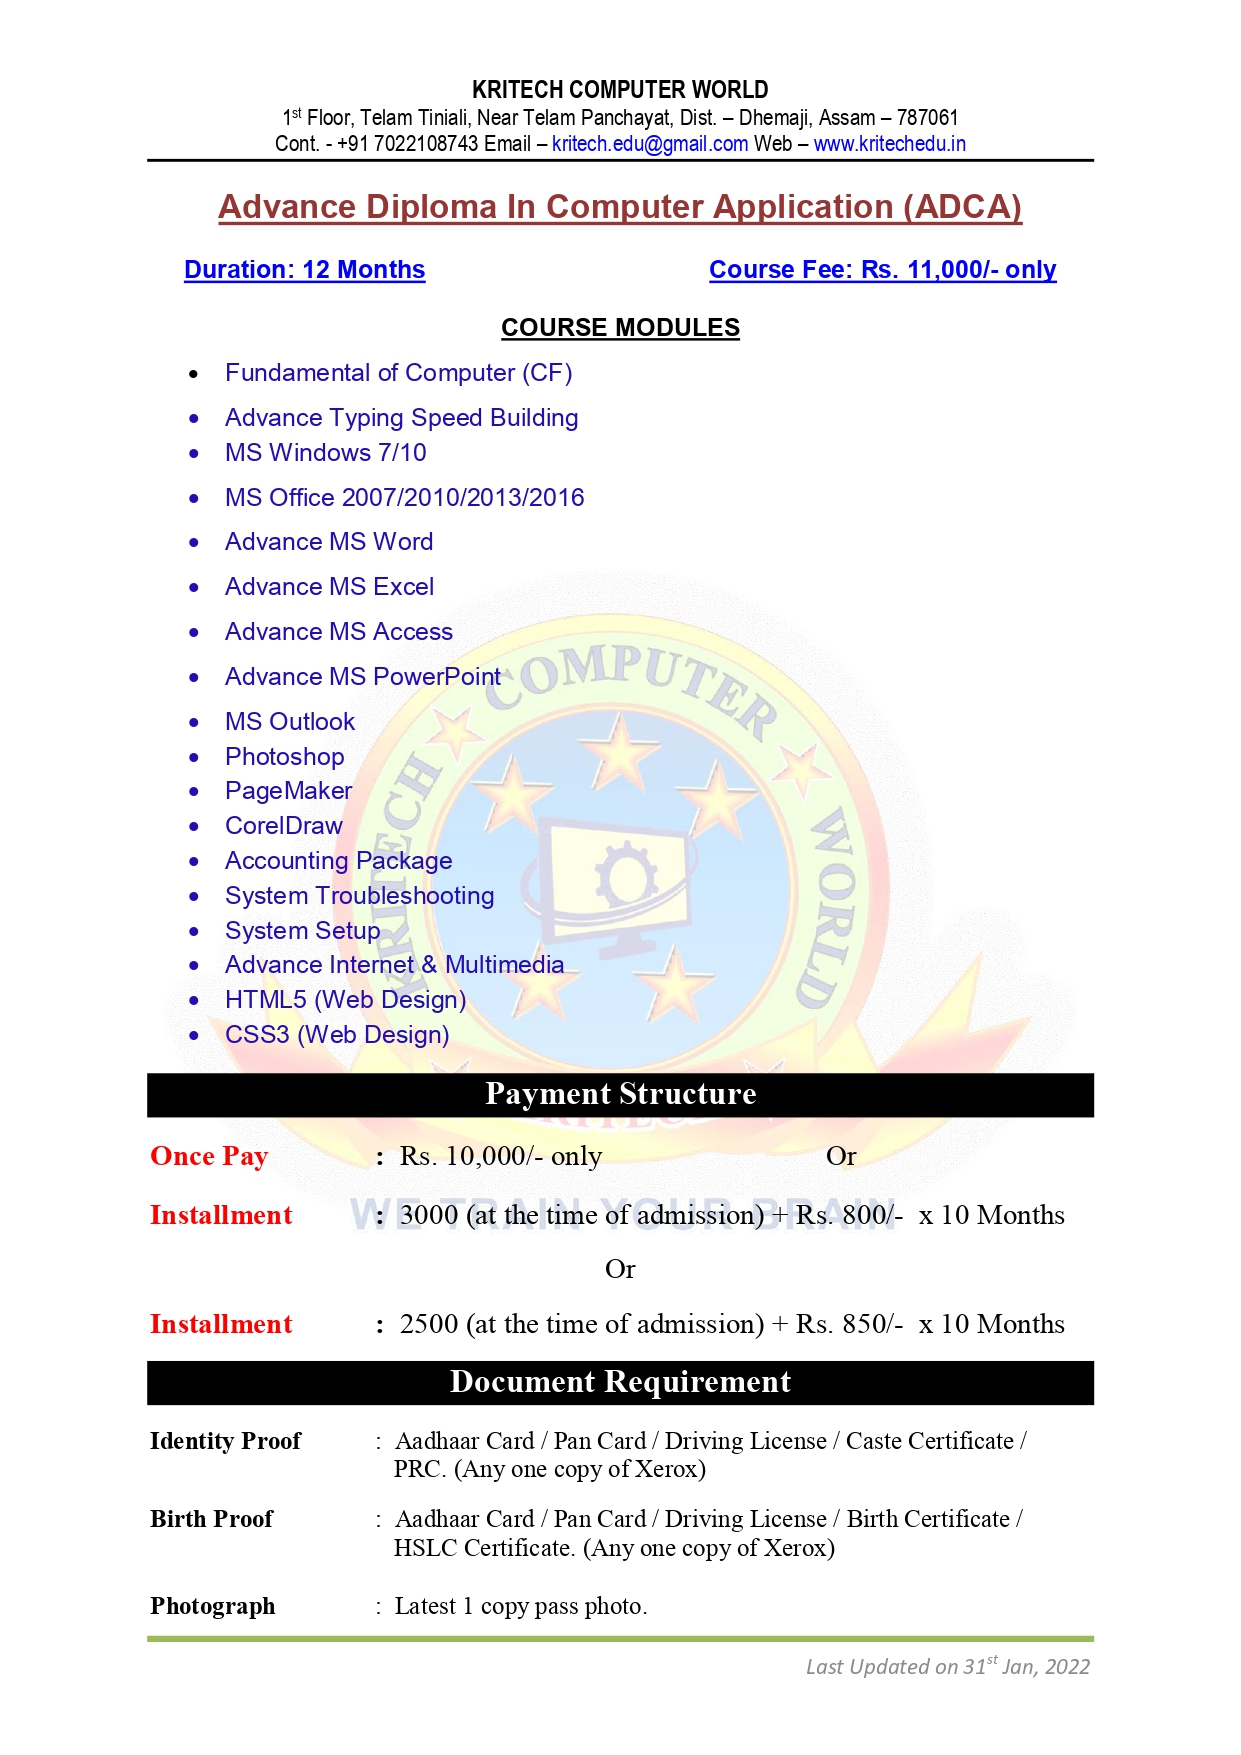 KRITECH COMPUTER WORLD
1st Floor, Telam Tiniali, Near Telam Panchayat, Dist. – Dhemaji, Assam – 787061
Cont. - +91 7022108743 Email – kritech.edu@gmail.com Web – www.kritechedu.in
Advance Diploma In Computer Application (ADCA)
Duration: 12 Months Course Fee: Rs. 11,000/- only
COURSE MODULES
• Fundamental of Computer (CF)
• Advance Typing Speed Building
• MS Windows 7/10
• MS Office 2007/2010/2013/2016
• Advance MS Word
• Advance MS Excel
• Advance MS Access
• Advance MS PowerPoint
• MS Outlook
• Photoshop
• PageMaker
• CorelDraw
• Accounting Package
• System Troubleshooting
• System Setup
• Advance Internet & Multimedia
• HTML5 (Web Design)
• CSS3 (Web Design)
KRITECH COMPUTER WORLD
Payment Structure
Once Pay : Rs. 10,000/- only Or
WE TRAIN YOUR BRAIN
Installment : 3000 (at the time of admission) + Rs. 800/- x 10 Months
Or
Installment : 2500 (at the time of admission) + Rs. 850/- x 10 Months
Document Requirement
Identity Proof : Aadhaar Card / Pan Card / Driving License / Caste Certificate /
PRC. (Any one copy of Xerox)
Birth Proof : Aadhaar Card / Pan Card / Driving License / Birth Certificate /
HSLC Certificate. (Any one copy of Xerox)
Photograph : Latest 1 copy pass photo.
Last Updated on 31st Jan, 2022